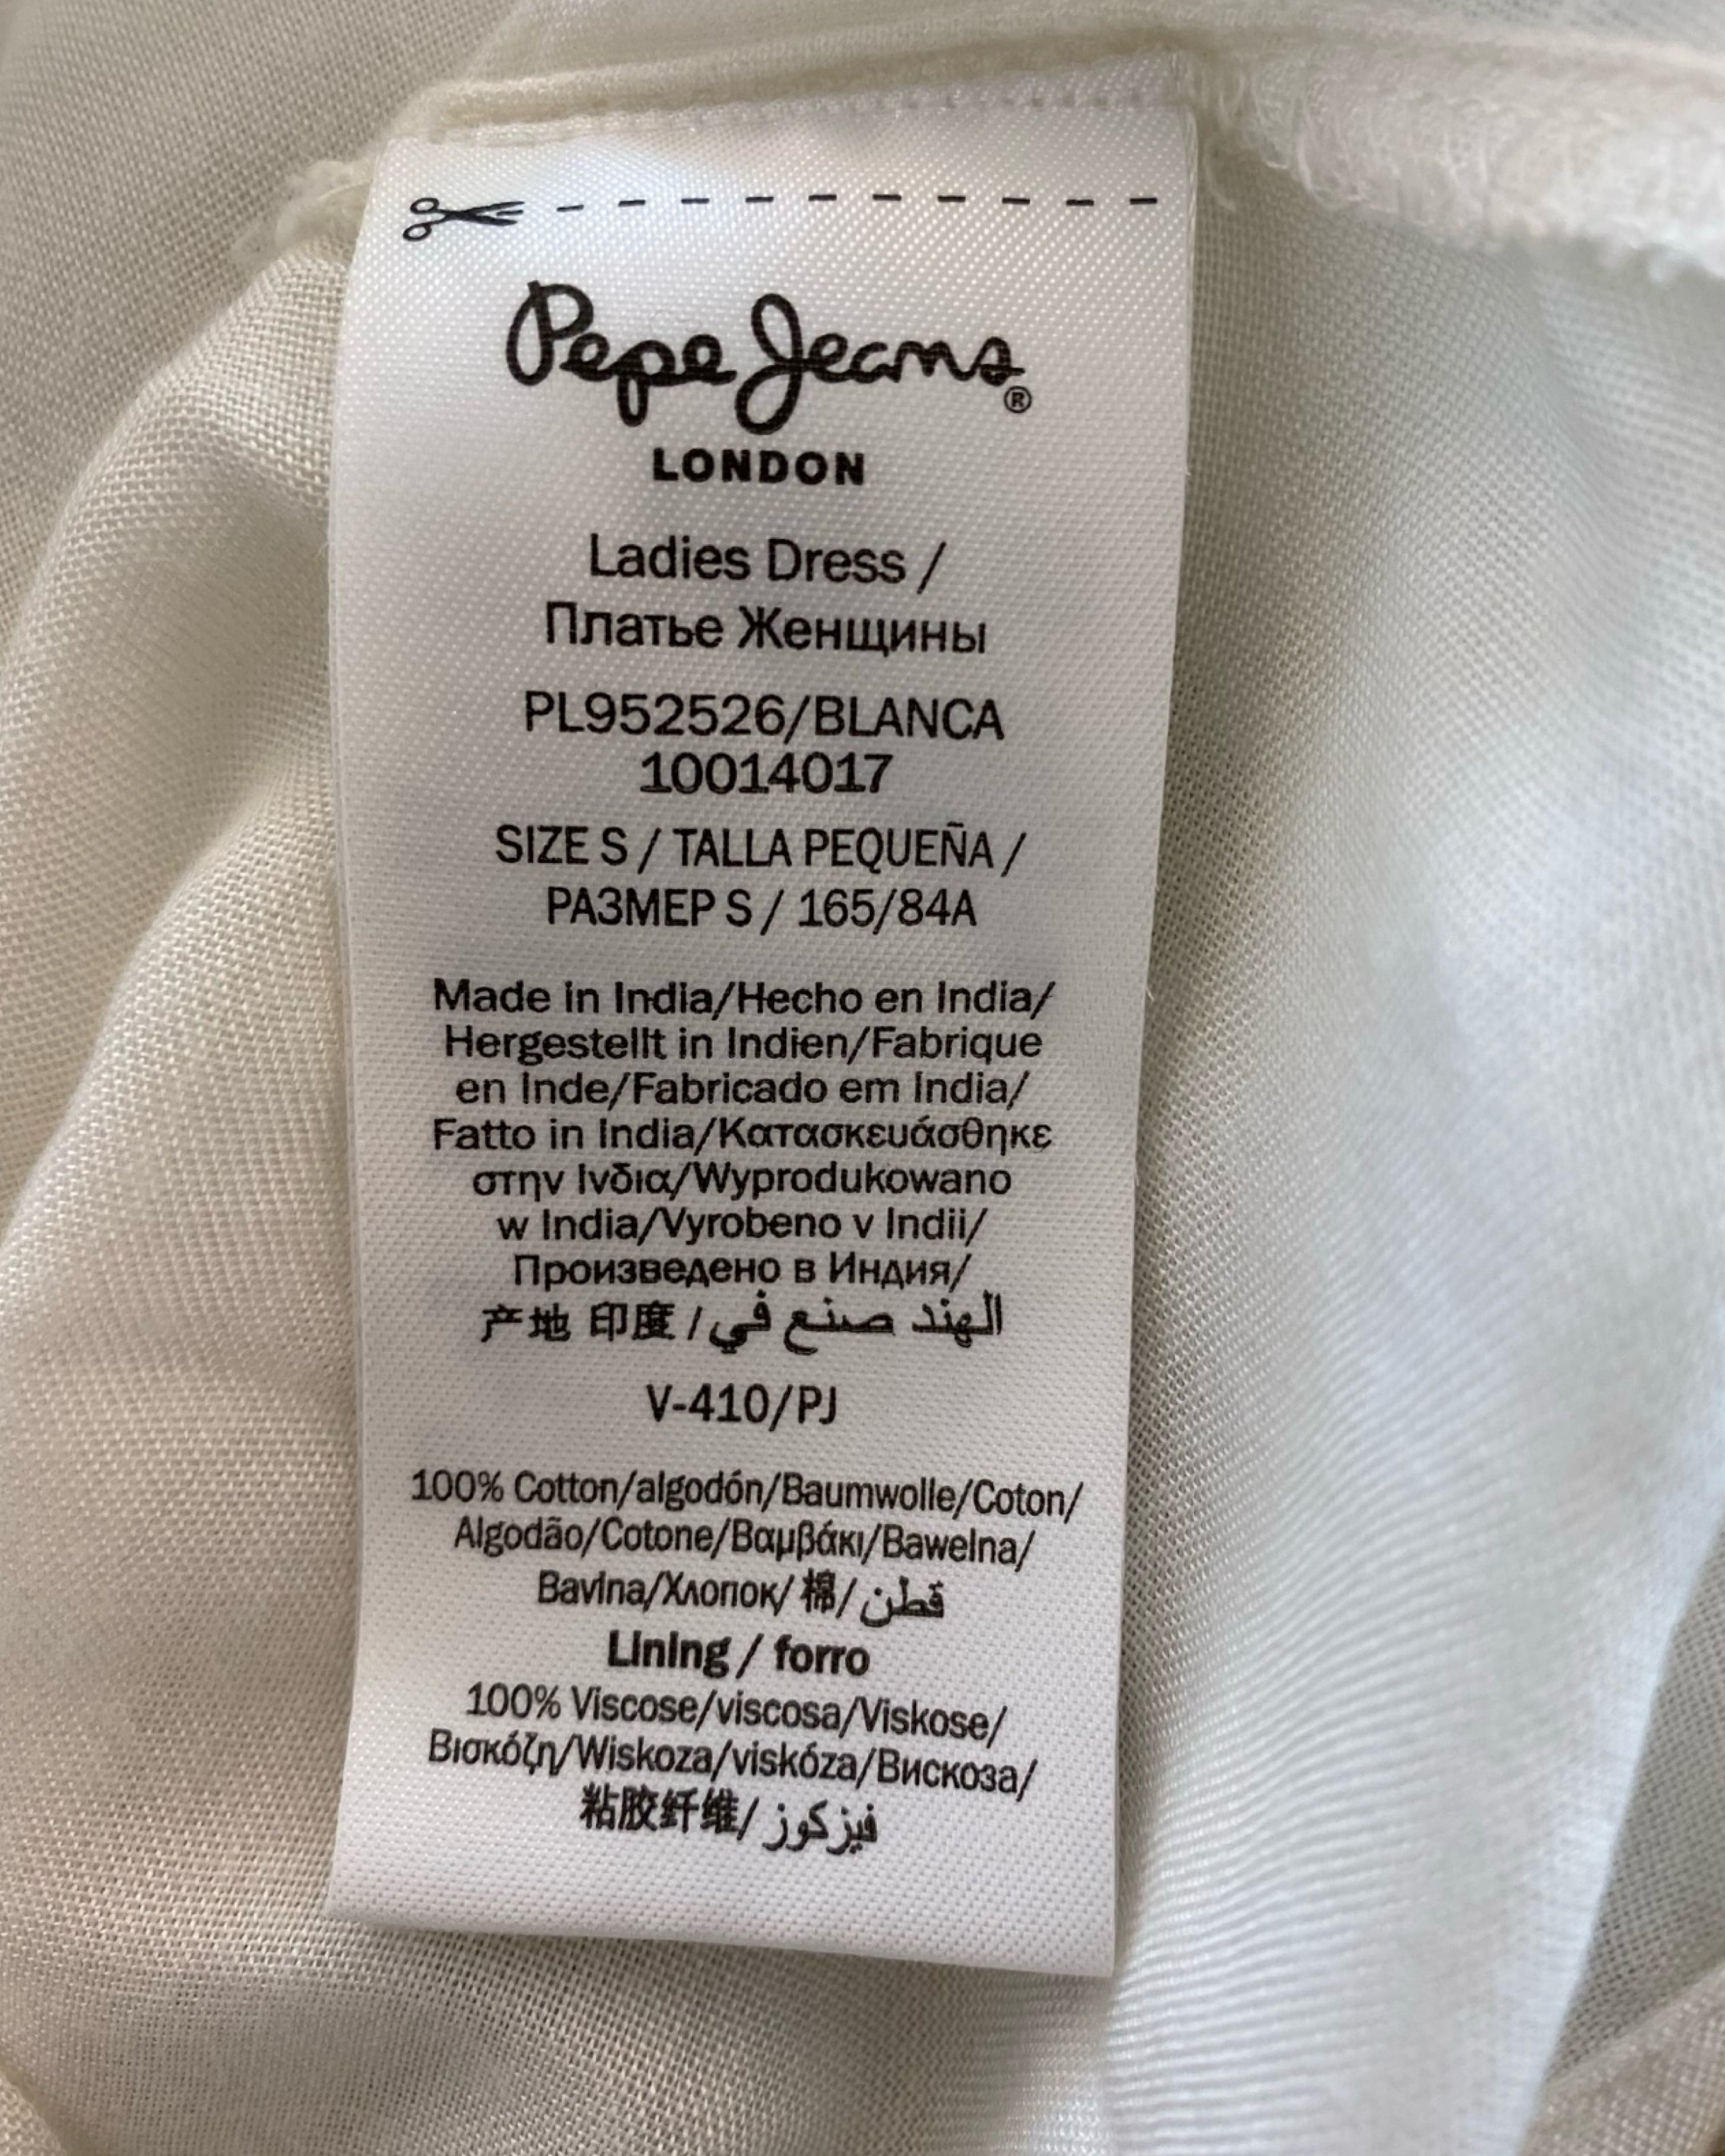 Pepe Jeans®
LONDON
Ladies Dress /
Платье Женщины
PL952526/BLANCA
10014017
SIZE S / TALLA PEQUEÑA /
РАЗМЕР S / 165/84A
Made in India/Hecho en India/
Hergestellt in Indien/Fabrique
en Inde/Fabricado em India/
Fatto in India/Κατασκευάσθηκε
στην Ινδια/Wyprodukowano
w India/Vyrobeno v Indii/
Произведено в Индия/
产地 印度 / الهند صنع في
V-410/PJ
100% Cotton/algodón/Baumwolle/Coton/
Algodão/Cotone/Βαμβάκι/Bawelna/
Bavlna/Хлопок/ 棉/ قطن
Lining / forro
100% Viscose/viscosa/Viskose/
Βισκόζη/Wiskoza/viskóza/Вискоза/
粘胶纤维/ فيزكوز